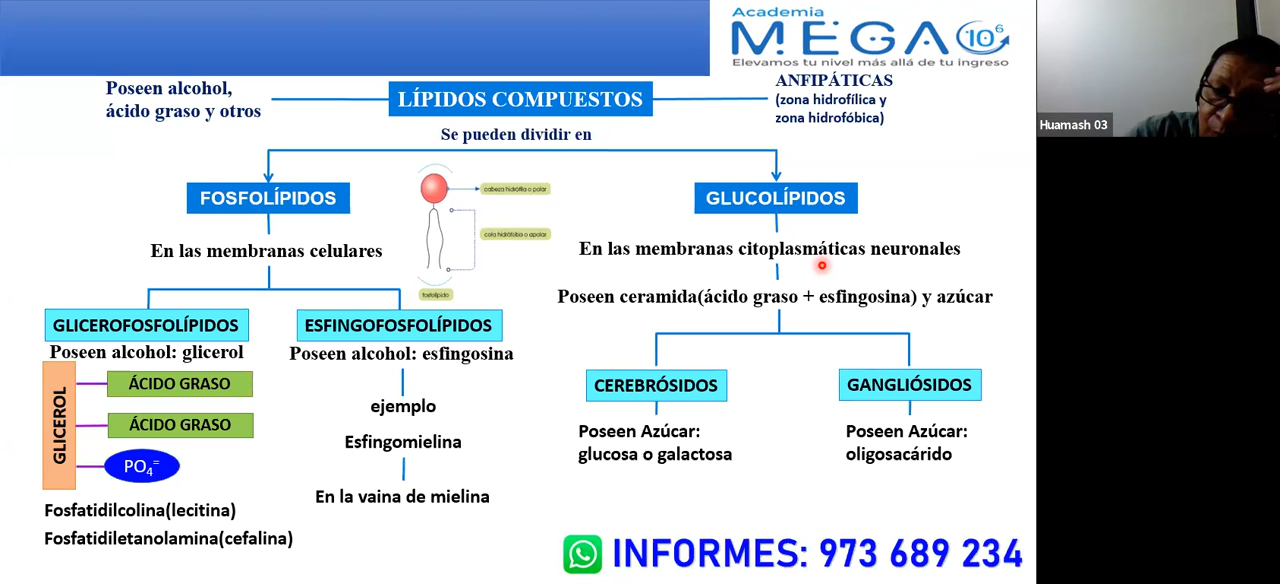 Academia
MEGA 10⁶
Elevamos tu nivel más allá de tu ingreso
Poseen alcohol,
ácido graso y otros
LÍPIDOS COMPUESTOS
ANFIPÁTICAS
(zona hidrofílica y
zona hidrofóbica)
Huamash 03
Se pueden dividir en
FOSFOLÍPIDOS
cabeza hidrófila o polar
cola hidrófoba o apolar
fosfolípido
GLUCOLÍPIDOS
En las membranas celulares
En las membranas citoplasmáticas neuronales
Poseen ceramida(ácido graso + esfingosina) y azúcar
GLICEROFOSFOLÍPIDOS
Poseen alcohol: glicerol
GLICEROL
ÁCIDO GRASO
ÁCIDO GRASO
PO₄⁼
Fosfatidilcolina(lecitina)
Fosfatidiletanolamina(cefalina)
ESFINGOFOSFOLÍPIDOS
Poseen alcohol: esfingosina
ejemplo
Esfingomielina
En la vaina de mielina
CEREBRÓSIDOS
Poseen Azúcar:
glucosa o galactosa
GANGLIÓSIDOS
Poseen Azúcar:
oligosacárido
INFORMES: 973 689 234